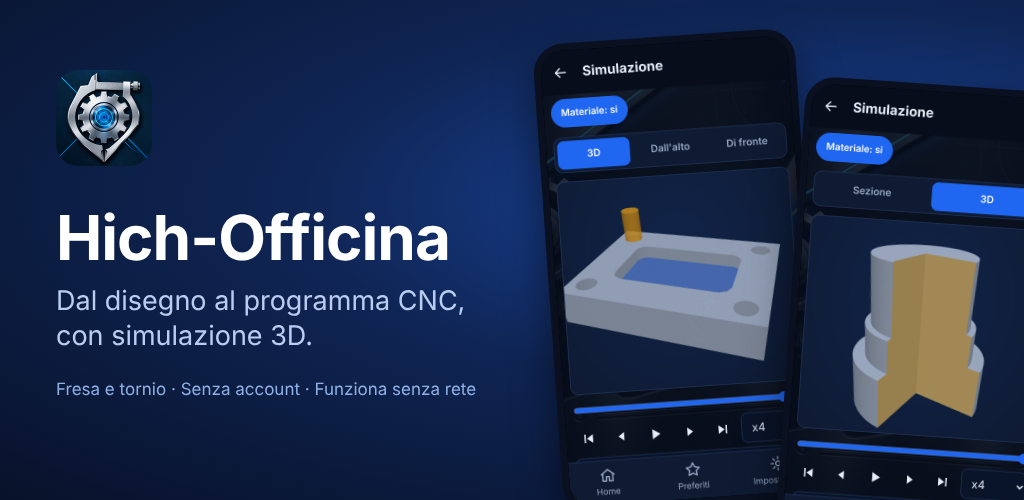 Hich-Officina
Dal disegno al programma CNC,
con simulazione 3D.
Fresa e tornio · Senza account · Funziona senza rete
Simulazione
Materiale: sì
3D
Dall'alto
Di fronte
x4
Home
Preferiti
Simulazione
Materiale: sì
Sezione
3D
x4